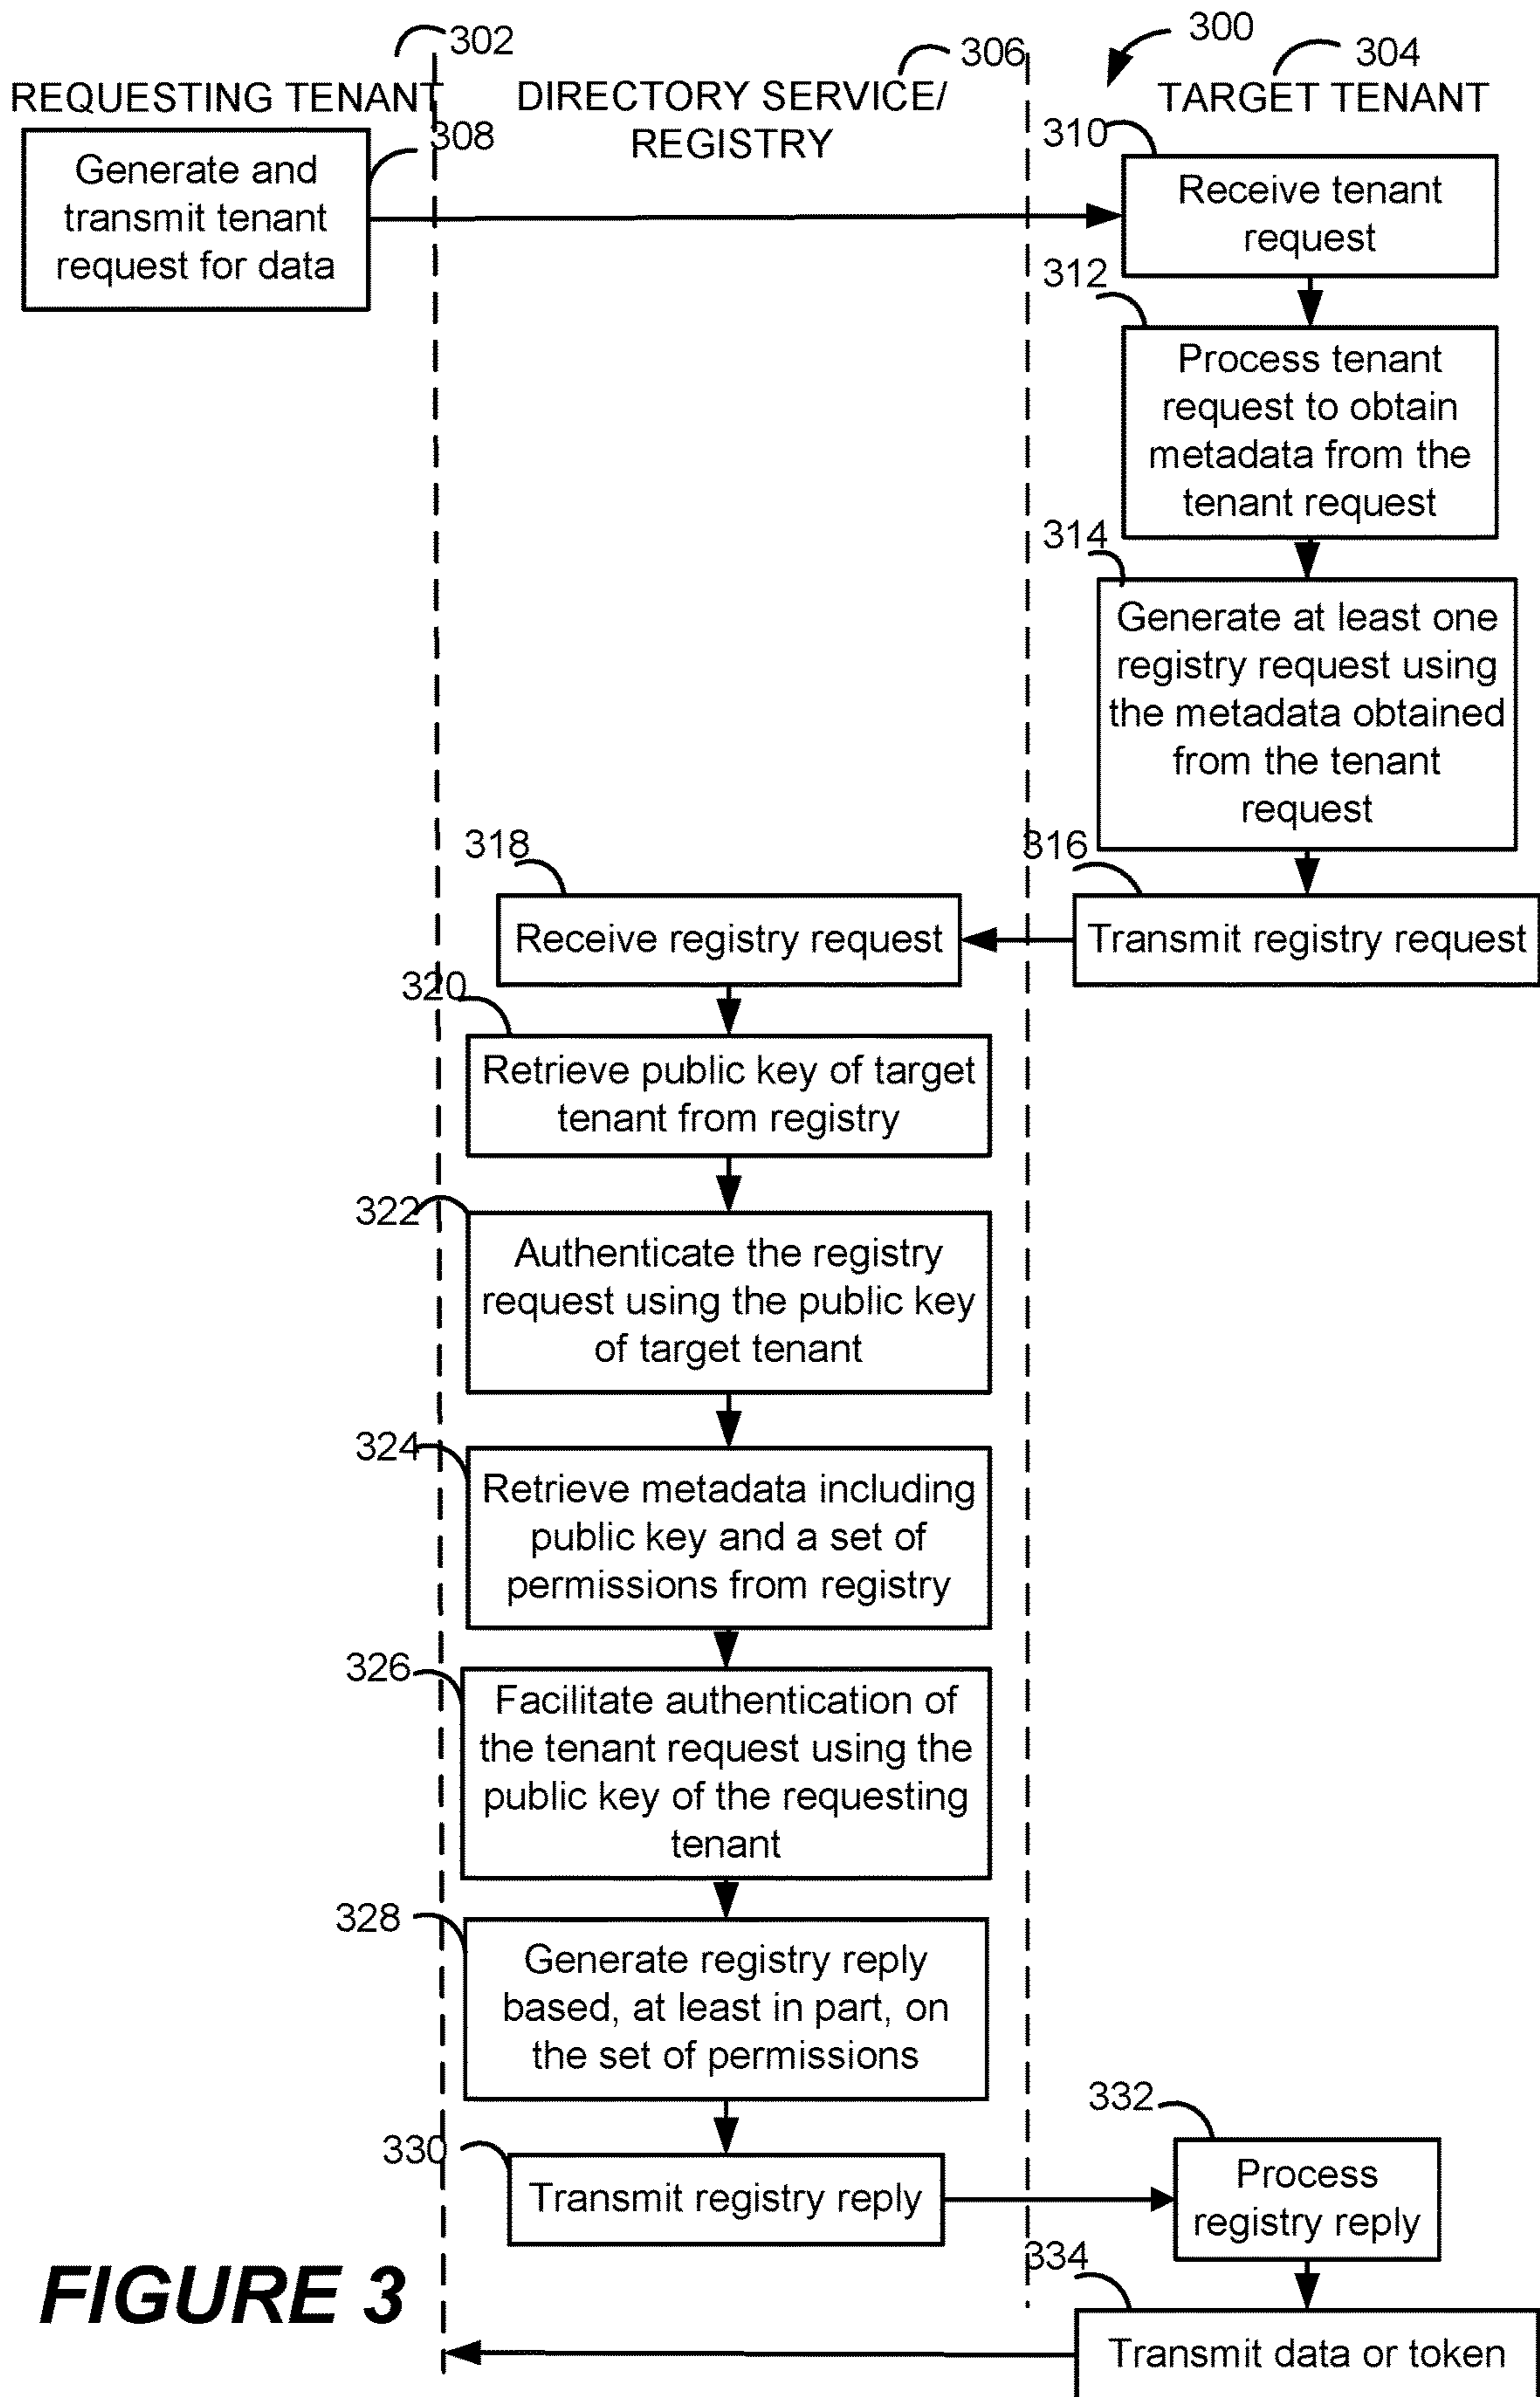 302
306
300
304
REQUESTING TENANT
DIRECTORY SERVICE/
REGISTRY
TARGET TENANT
308
Generate and
transmit tenant
request for data
310
Receive tenant
request
312
Process tenant
request to obtain
metadata from the
tenant request
314
Generate at least one
registry request using
the metadata obtained
from the tenant
request
316
Transmit registry request
318
Receive registry request
320
Retrieve public key of target
tenant from registry
322
Authenticate the registry
request using the public key
of target tenant
324
Retrieve metadata including
public key and a set of
permissions from registry
326
Facilitate authentication of
the tenant request using the
public key of the requesting
tenant
328
Generate registry reply
based, at least in part, on
the set of permissions
330
Transmit registry reply
332
Process
registry reply
334
Transmit data or token
FIGURE 3